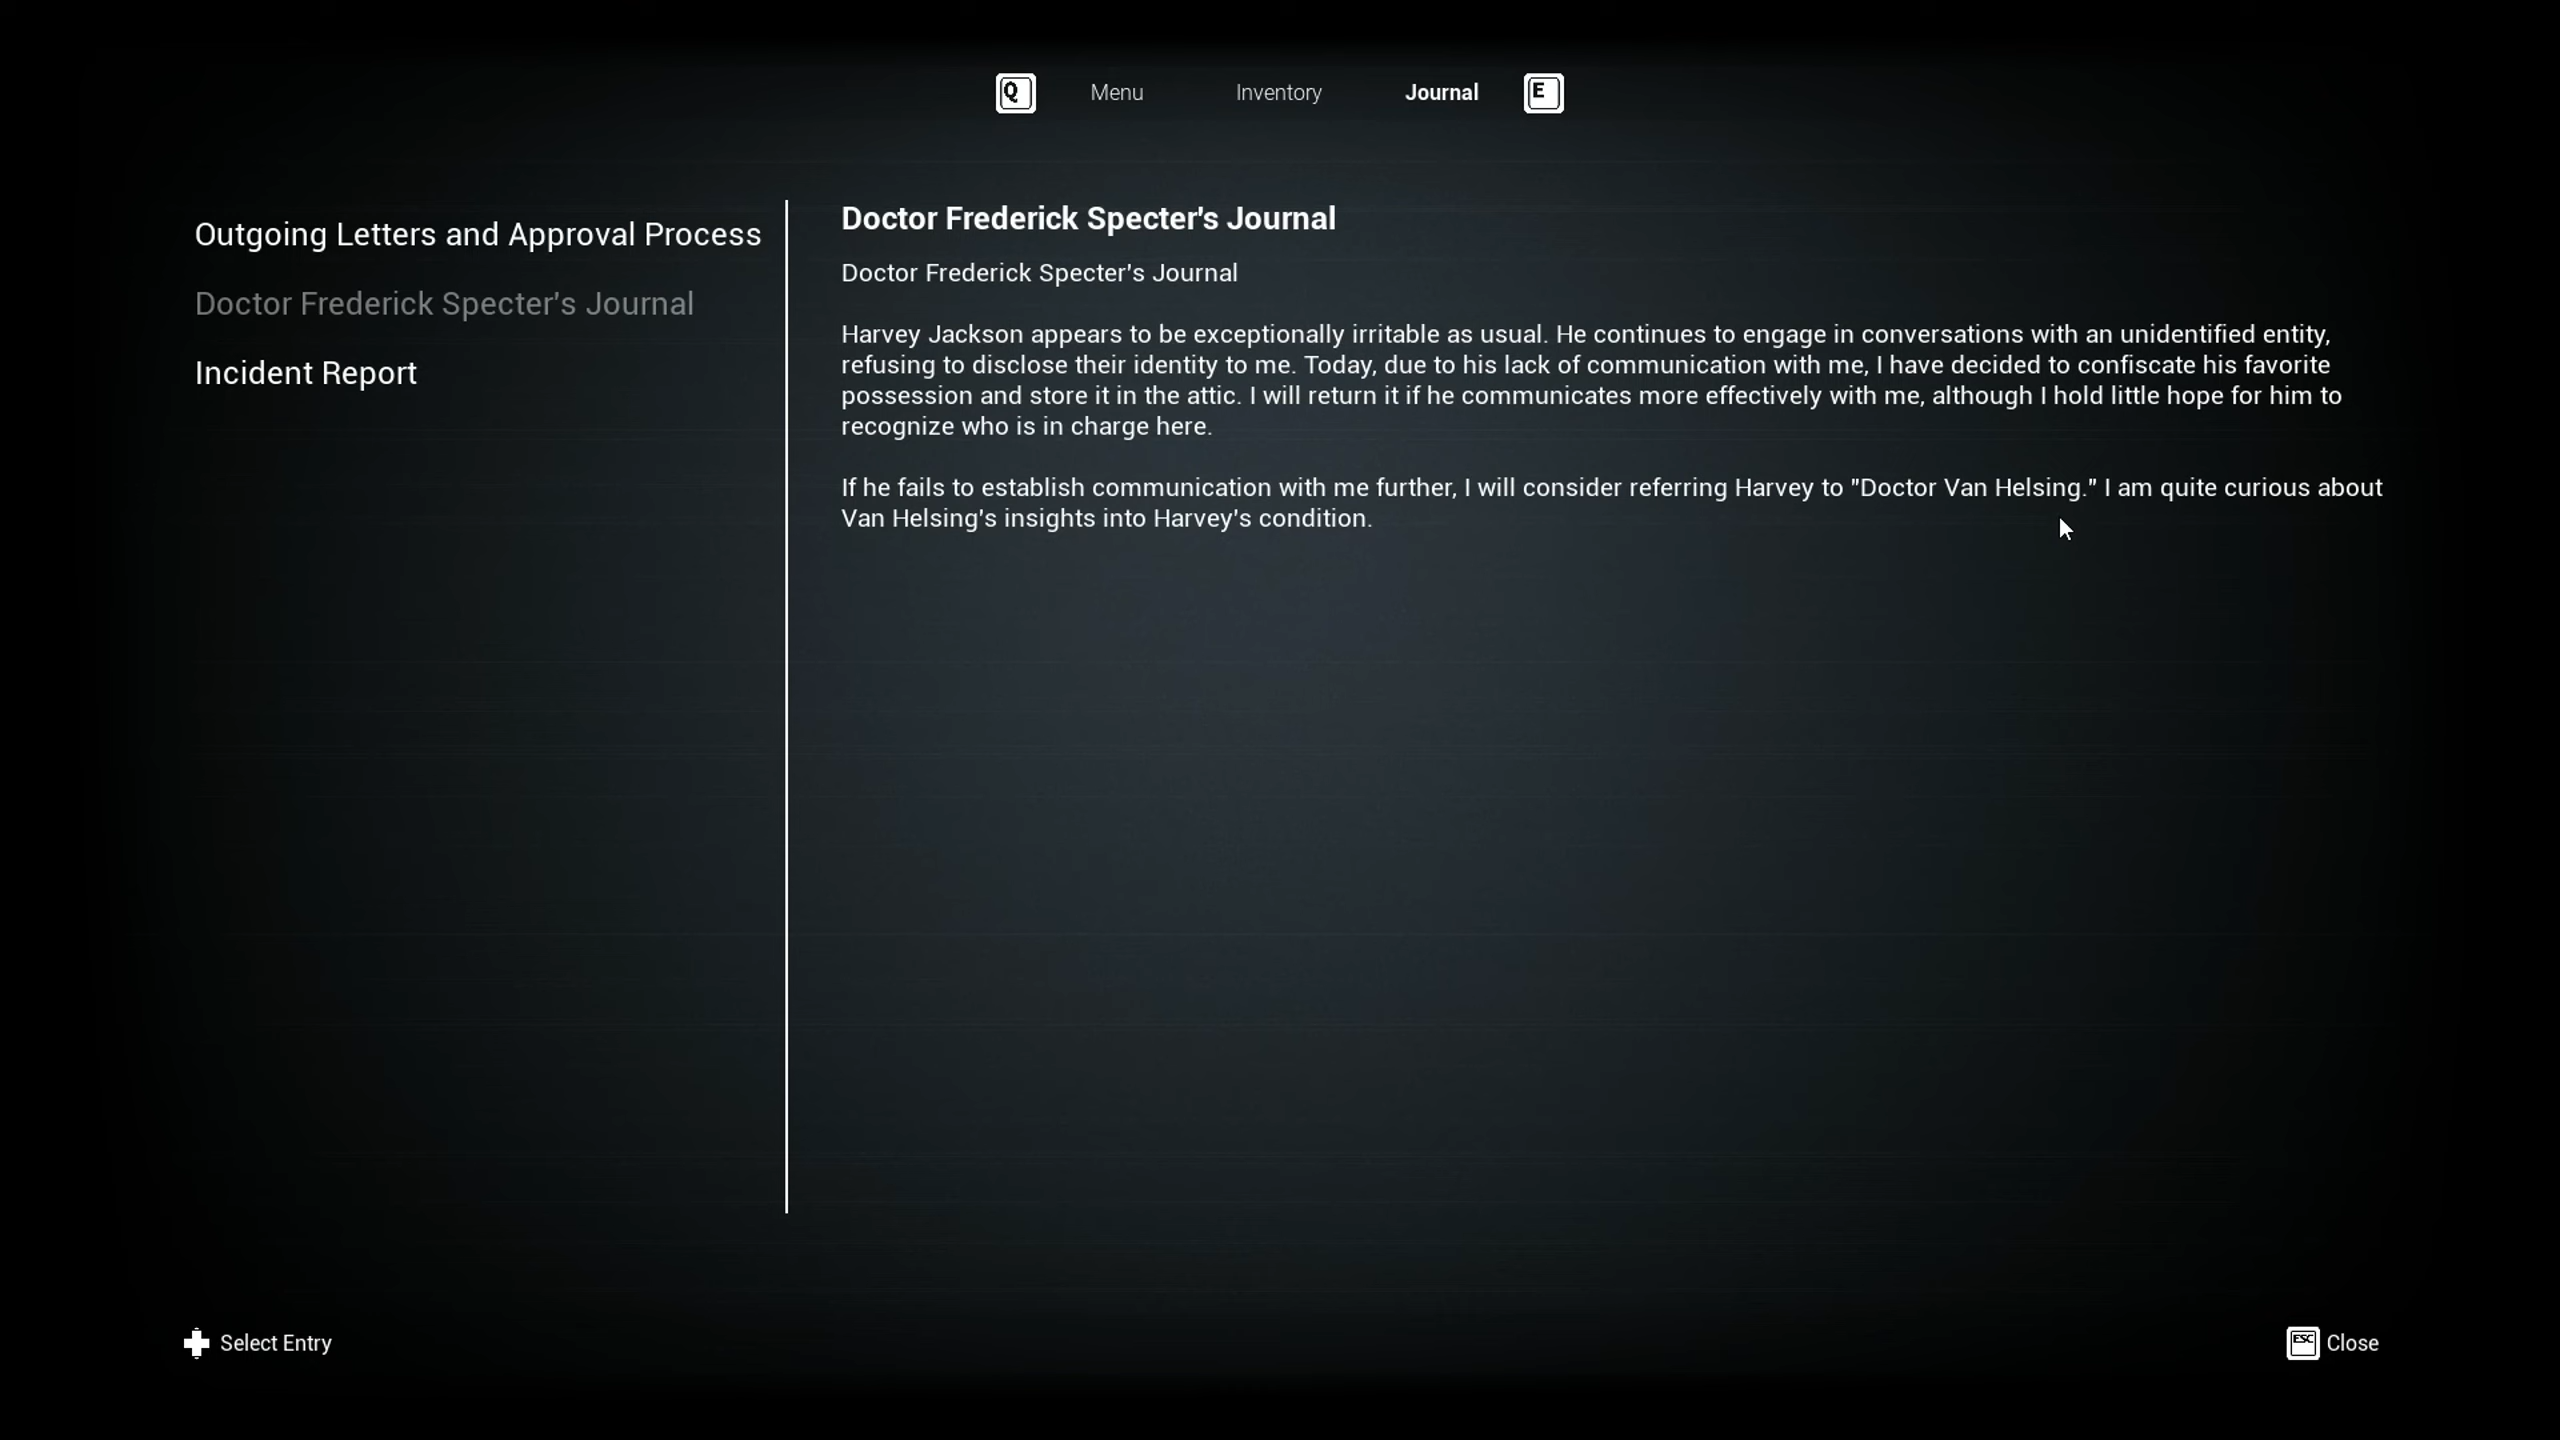 Q Menu Inventory Journal E
Outgoing Letters and Approval Process
Doctor Frederick Specter's Journal
Incident Report
Doctor Frederick Specter's Journal
Doctor Frederick Specter's Journal
Harvey Jackson appears to be exceptionally irritable as usual. He continues to engage in conversations with an unidentified entity,
refusing to disclose their identity to me. Today, due to his lack of communication with me, I have decided to confiscate his favorite
possession and store it in the attic. I will return it if he communicates more effectively with me, although I hold little hope for him to
recognize who is in charge here.
If he fails to establish communication with me further, I will consider referring Harvey to "Doctor Van Helsing." I am quite curious about
Van Helsing's insights into Harvey's condition.
Select Entry
ESC Close